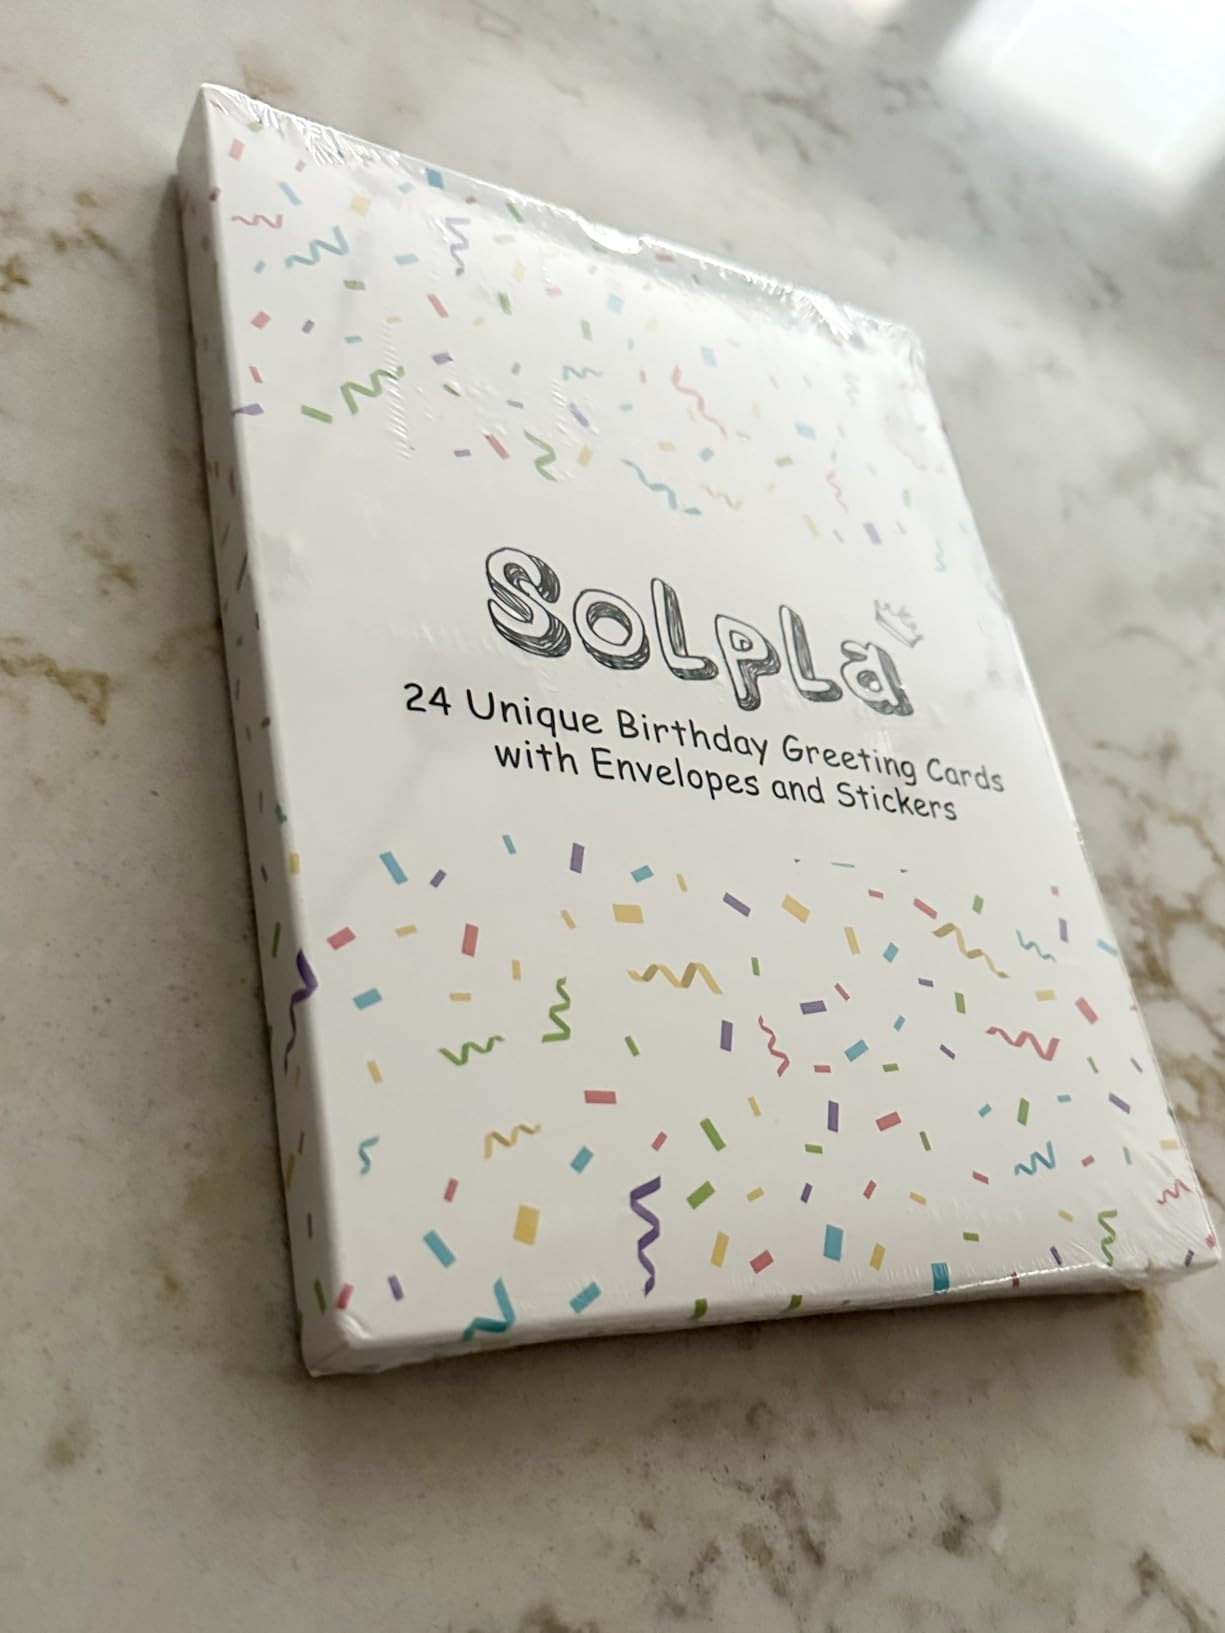 SoLpLa
24 Unique Birthday Greeting Cards
with Envelopes and Stickers